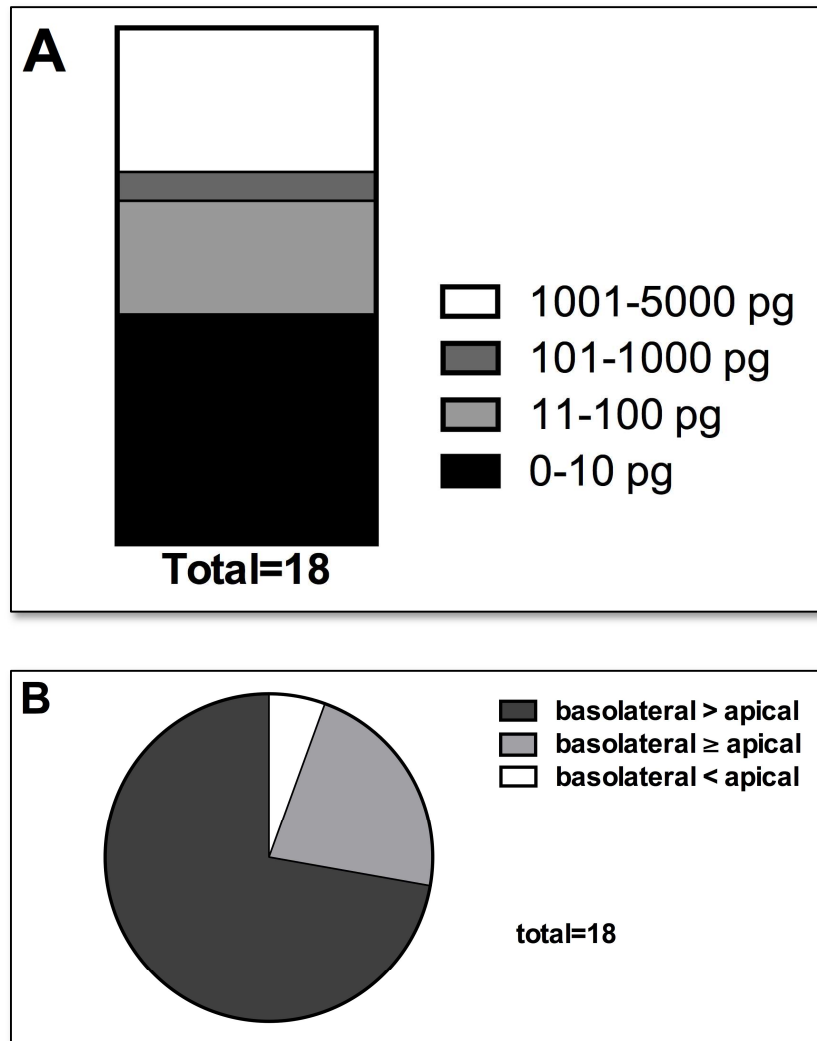 A
1001-5000 pg
101-1000 pg
11-100 pg
0-10 pg
Total=18
B
basolateral > apical
basolateral ≥ apical
basolateral < apical
total=18